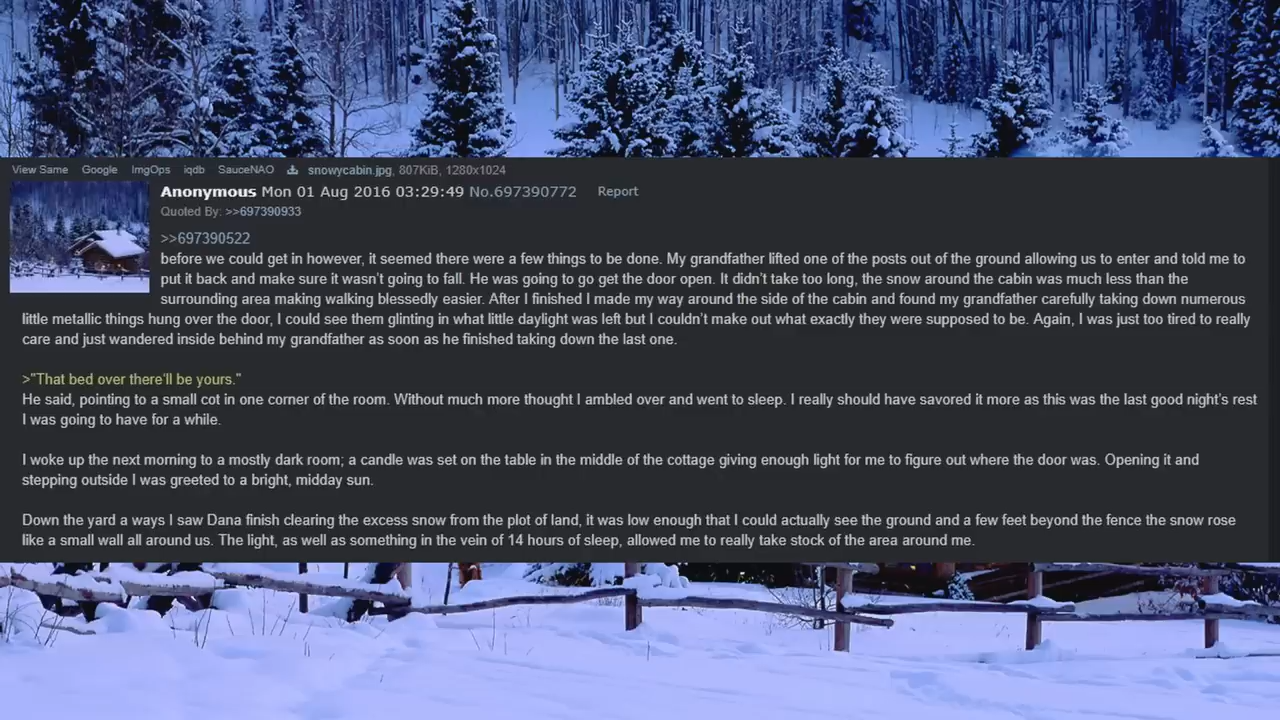 View Same Google ImgOps iqdb SauceNAO snowycabin.jpg, 807KiB, 1280x1024
Anonymous Mon 01 Aug 2016 03:29:49 No.697390772 Report
Quoted By: >>697390933
>>697390522
before we could get in however, it seemed there were a few things to be done. My grandfather lifted one of the posts out of the ground allowing us to enter and told me to
put it back and make sure it wasn't going to fall. He was going to go get the door open. It didn't take too long, the snow around the cabin was much less than the
surrounding area making walking blessedly easier. After I finished I made my way around the side of the cabin and found my grandfather carefully taking down numerous
little metallic things hung over the door, I could see them glinting in what little daylight was left but I couldn't make out what exactly they were supposed to be. Again, I was just too tired to really
care and just wandered inside behind my grandfather as soon as he finished taking down the last one.
>"That bed over there'll be yours."
He said, pointing to a small cot in one corner of the room. Without much more thought I ambled over and went to sleep. I really should have savored it more as this was the last good night's rest
I was going to have for a while.
I woke up the next morning to a mostly dark room; a candle was set on the table in the middle of the cottage giving enough light for me to figure out where the door was. Opening it and
stepping outside I was greeted to a bright, midday sun.
Down the yard a ways I saw Dana finish clearing the excess snow from the plot of land, it was low enough that I could actually see the ground and a few feet beyond the fence the snow rose
like a small wall all around us. The light, as well as something in the vein of 14 hours of sleep, allowed me to really take stock of the area around me.